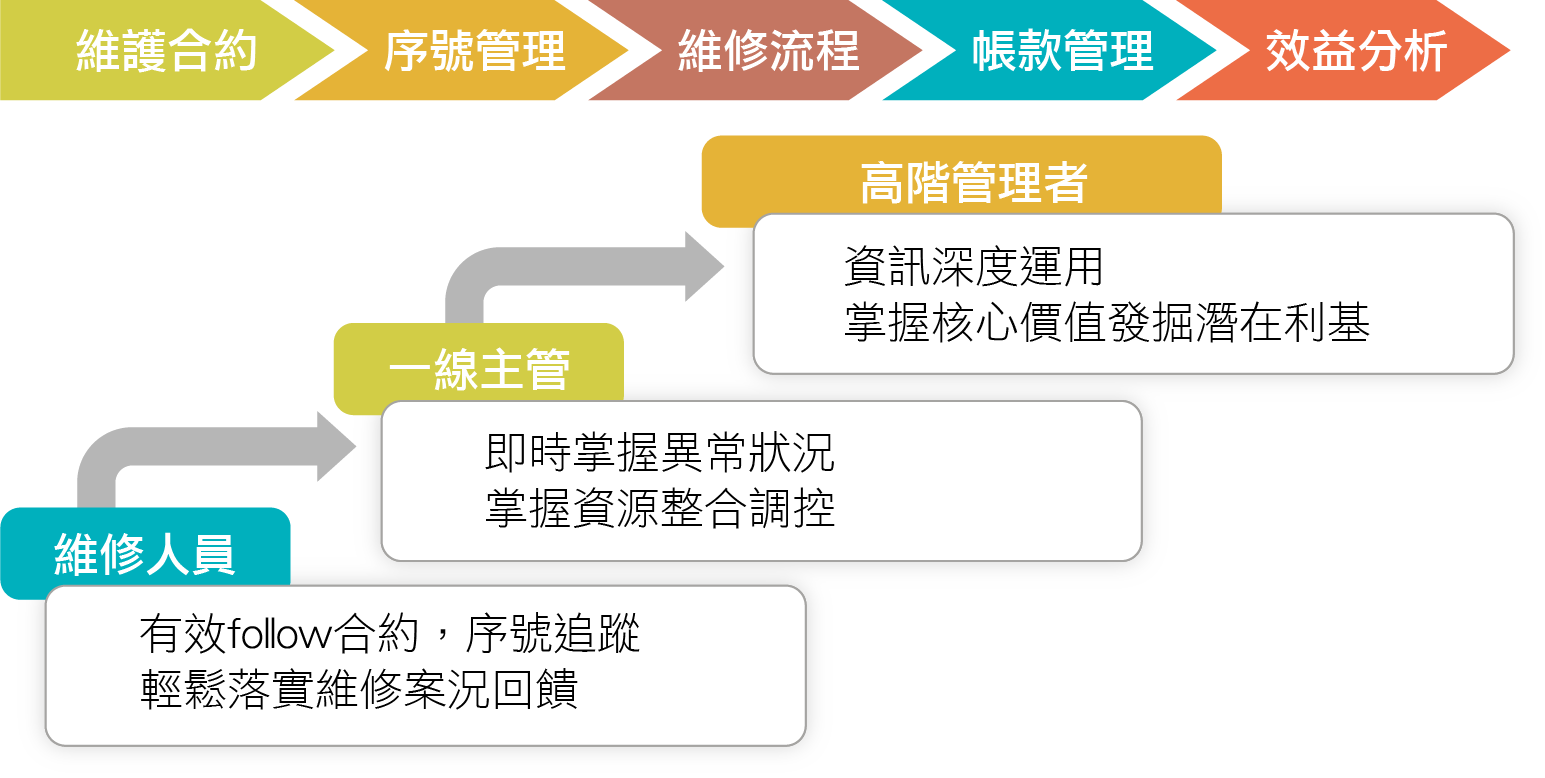 維護合約
序號管理
維修流程
帳款管理
效益分析
高階管理者
資訊深度運用
掌握核心價值發掘潛在利基
一線主管
即時掌握異常狀況
掌握資源整合調控
維修人員
有效follow合約，序號追蹤
輕鬆落實維修案況回饋